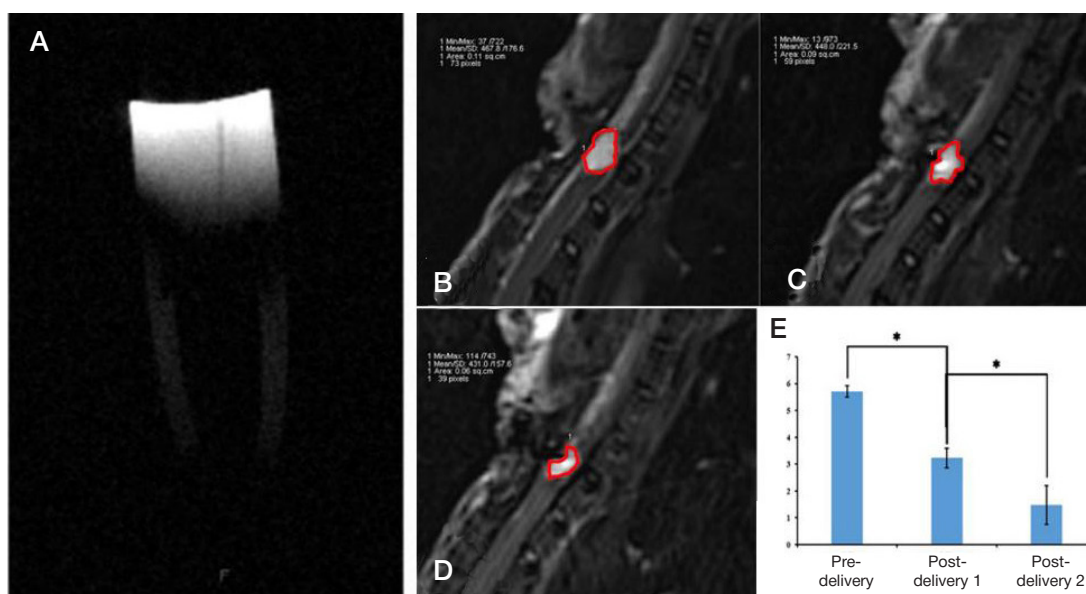 A
1 Min/Max: 37 /722
1 Mean/SD: 467.8 /176.6
1 Area: 0.11 sq.cm
1 73 pixels
1
B
1 Min/Max: 13 /973
1 Mean/SD: 448.0 /221.5
1 Area: 0.09 sq.cm
1 59 pixels
1
C
1 Min/Max: 114 /743
1 Mean/SD: 431.0 /157.6
1 Area: 0.06 sq.cm
1 39 pixels
1
D
E
*
*
7
6
5
4
3
2
1
0
Pre-
delivery
Post-
delivery 1
Post-
delivery 2
F